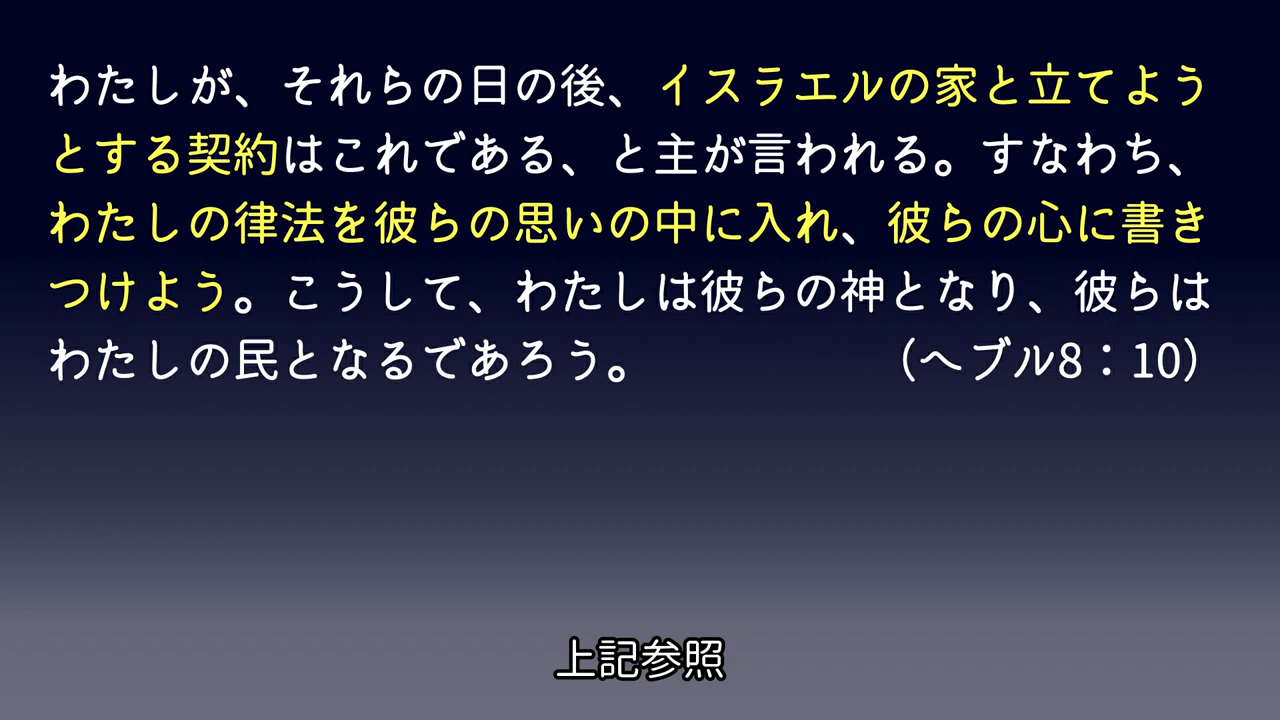 わたしが、それらの日の後、イスラエルの家と立てよう
とする契約はこれである、と主が言われる。すなわち、
わたしの律法を彼らの思いの中に入れ、彼らの心に書き
つけよう。こうして、わたしは彼らの神となり、彼らは
わたしの民となるであろう。 （ヘブル8：10）
上記参照